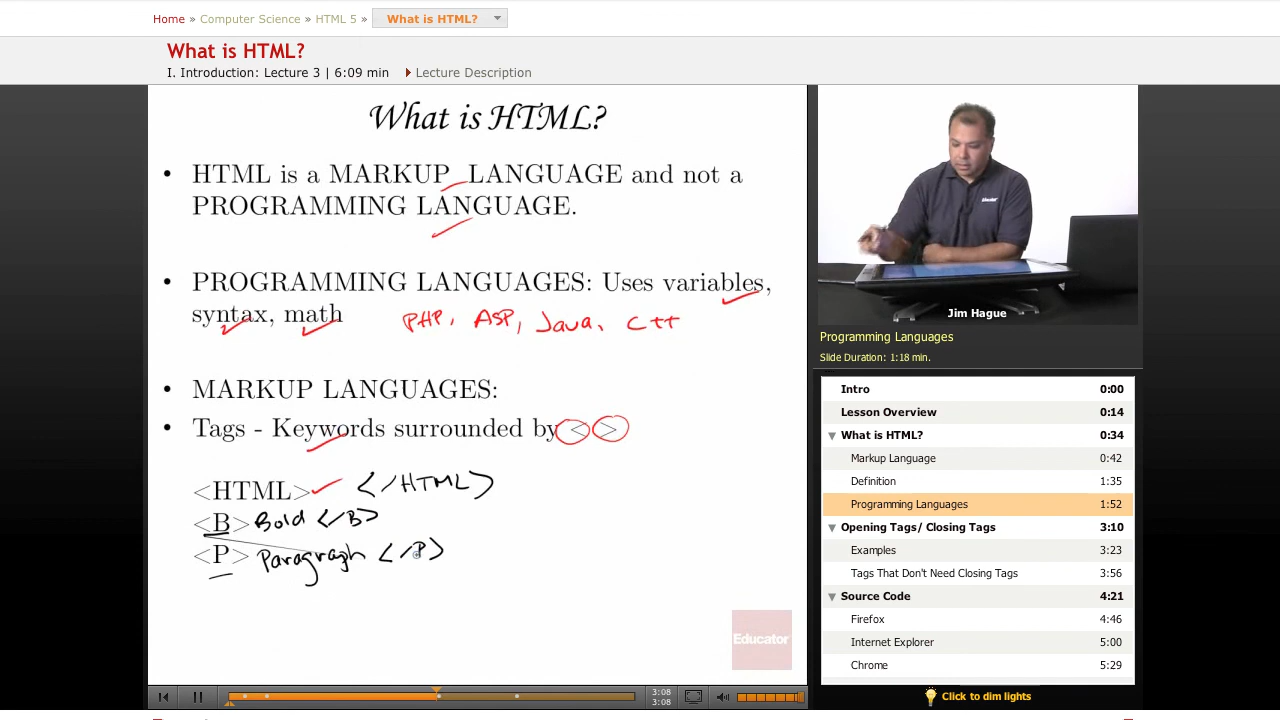 Home » Computer Science » HTML 5 » What is HTML?
What is HTML?
I. Introduction: Lecture 3 | 6:09 min Lecture Description
What is HTML?
• HTML is a MARKUP LANGUAGE and not a
PROGRAMMING LANGUAGE.
• PROGRAMMING LANGUAGES: Uses variables,
syntax, math PHP, ASP, Java, C++
• MARKUP LANGUAGES:
• Tags - Keywords surrounded by < >
<HTML> </HTML>
<B> Bold </B>
<P> Paragraph </P>
Educator
3:08
3:08
Educator
Jim Hague
Programming Languages
Slide Duration: 1:18 min.
Intro 0:00
Lesson Overview 0:14
What is HTML? 0:34
Markup Language 0:42
Definition 1:35
Programming Languages 1:52
Opening Tags/ Closing Tags 3:10
Examples 3:23
Tags That Don't Need Closing Tags 3:56
Source Code 4:21
Firefox 4:46
Internet Explorer 5:00
Chrome 5:29
Click to dim lights